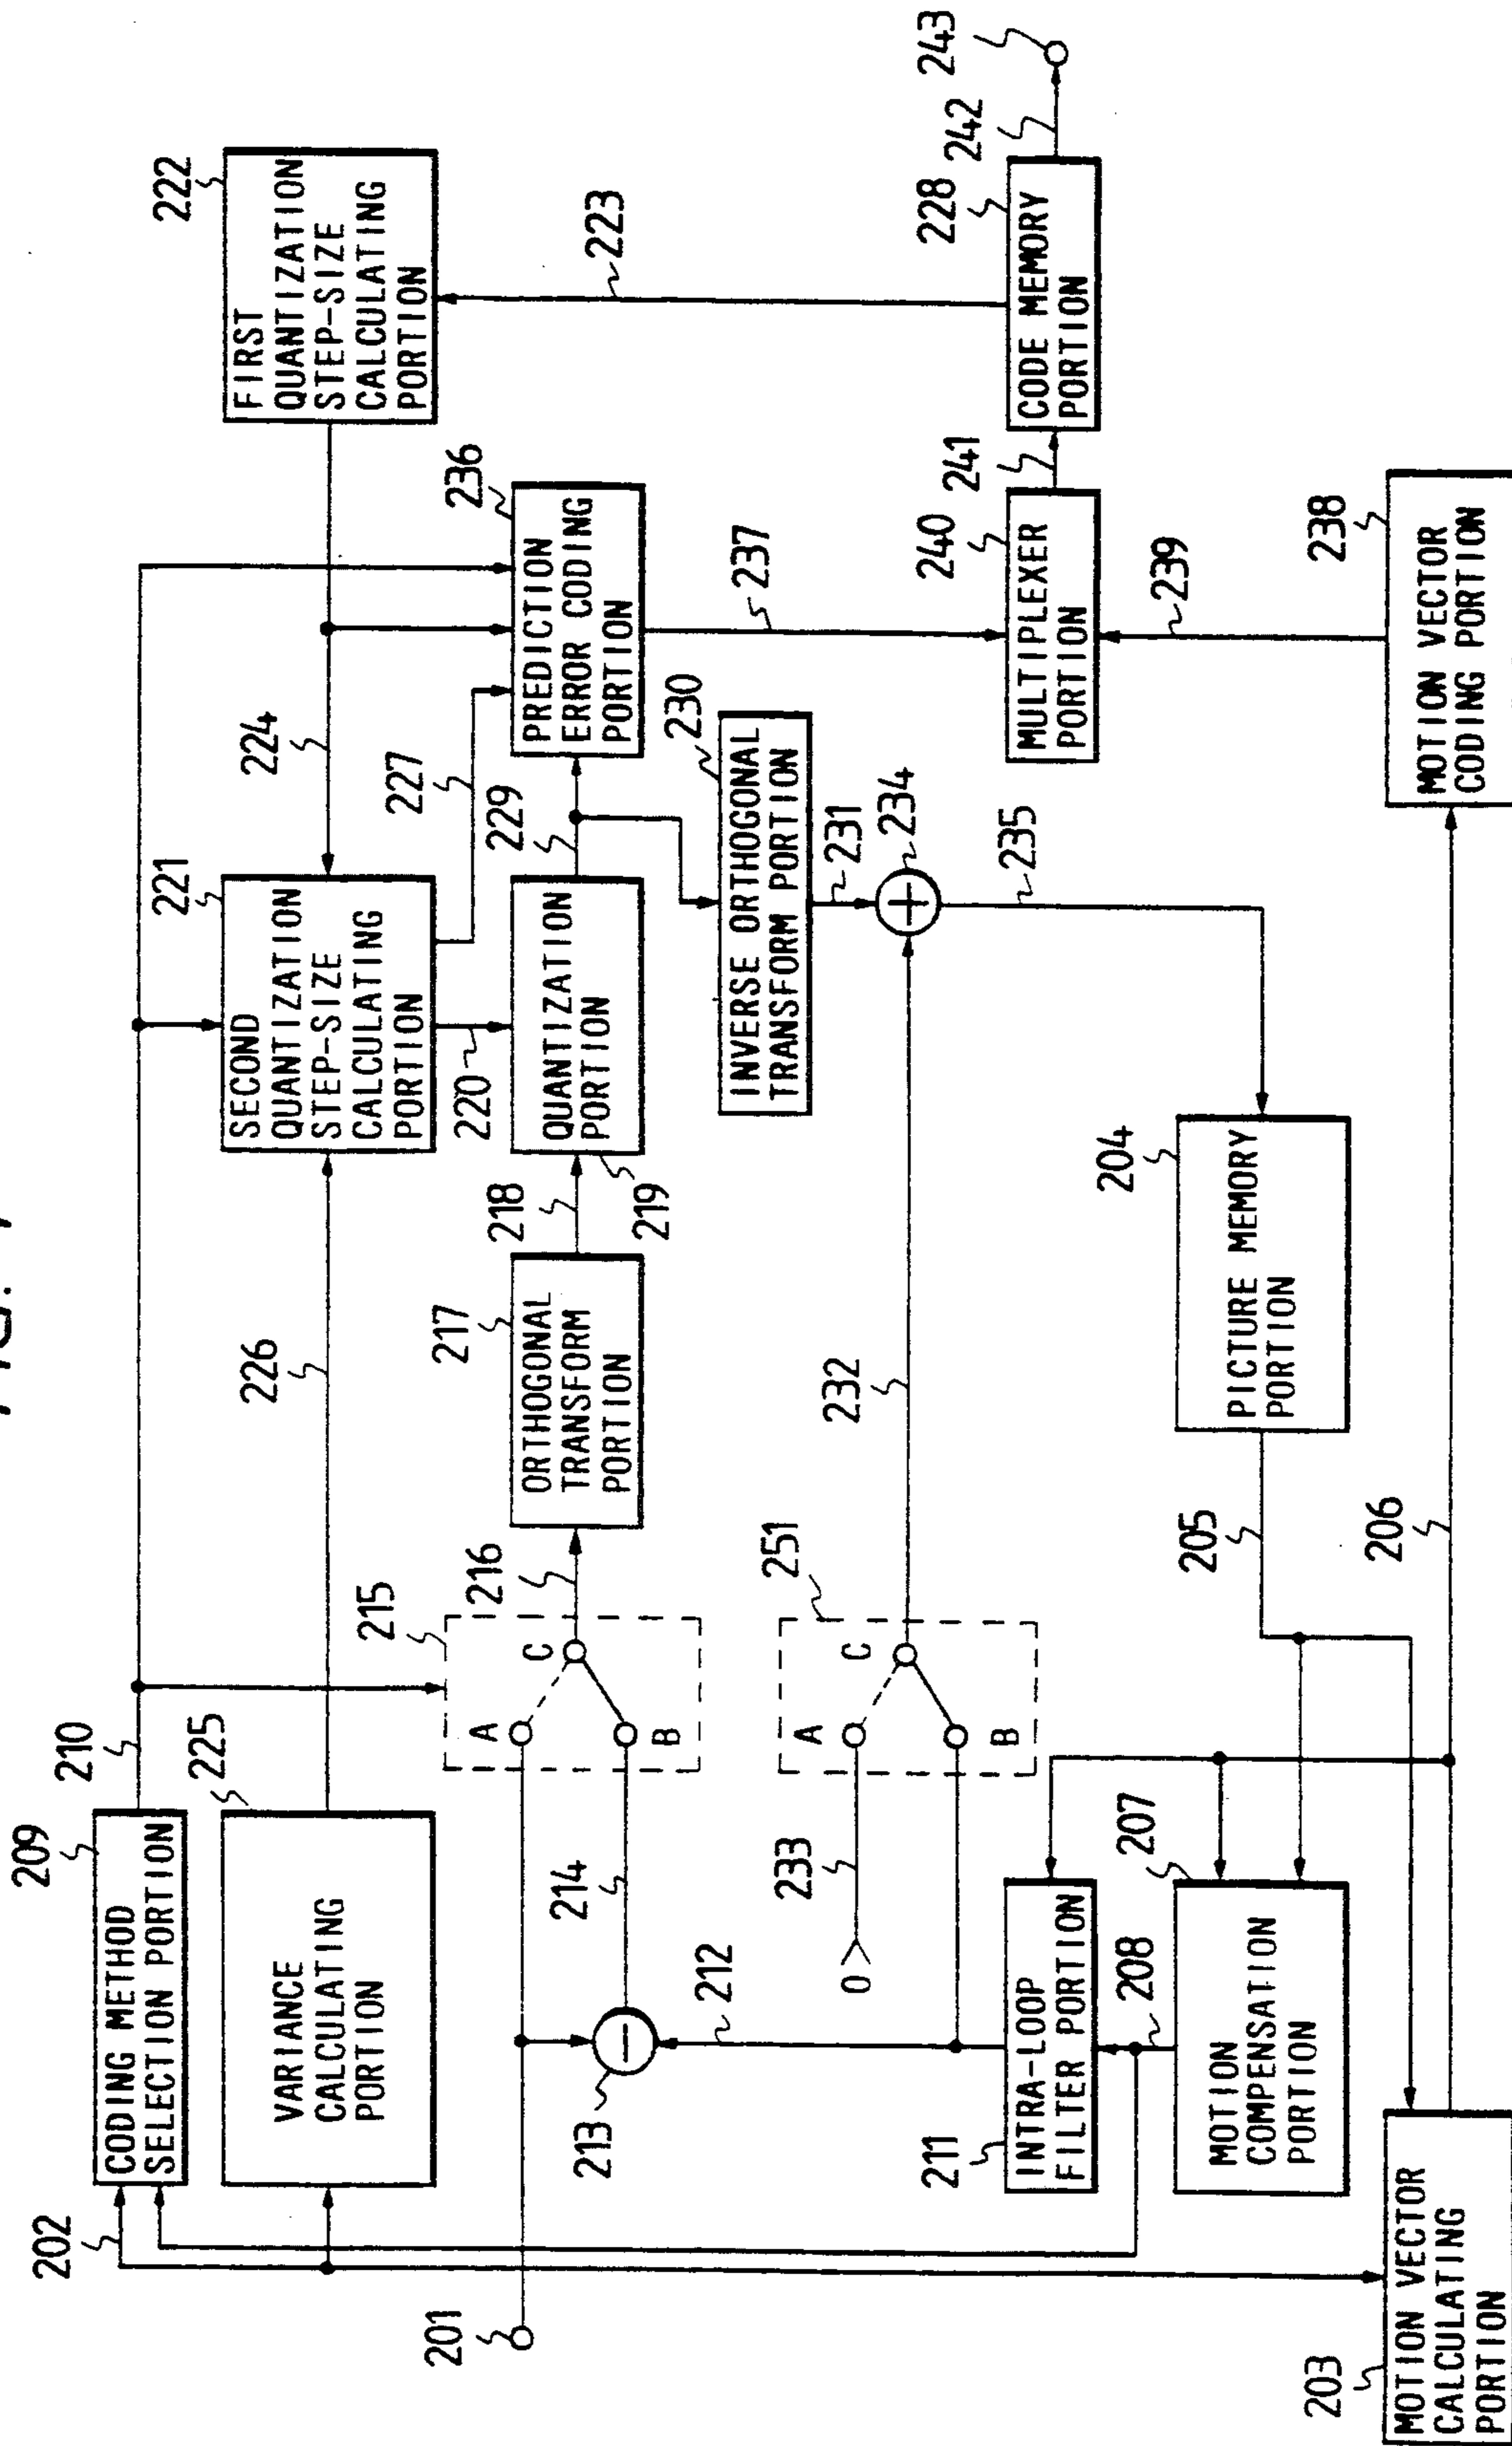 FIG. 1
202
209
CODING METHOD
SELECTION PORTION
210
225
VARIANCE
CALCULATING
PORTION
226
221
SECOND
QUANTIZATION
STEP-SIZE
CALCULATING
PORTION
224
222
FIRST
QUANTIZATION
STEP-SIZE
CALCULATING
PORTION
201
213
214
215
A
B
C
216
217
ORTHOGONAL
TRANSFORM
PORTION
218
219
220
QUANTIZATION
PORTION
227
229
236
PREDICTION
ERROR CODING
PORTION
223
212
233
0
251
A
B
C
232
230
INVERSE ORTHOGONAL
TRANSFORM PORTION
231
234
235
237
211
INTRA-LOOP
FILTER PORTION
208
207
MOTION
COMPENSATION
PORTION
205
204
PICTURE MEMORY
PORTION
240
MULTIPLEXER
PORTION
241
228
CODE MEMORY
PORTION
242
243
239
203
MOTION VECTOR
CALCULATING
PORTION
206
238
MOTION VECTOR
CODING PORTION